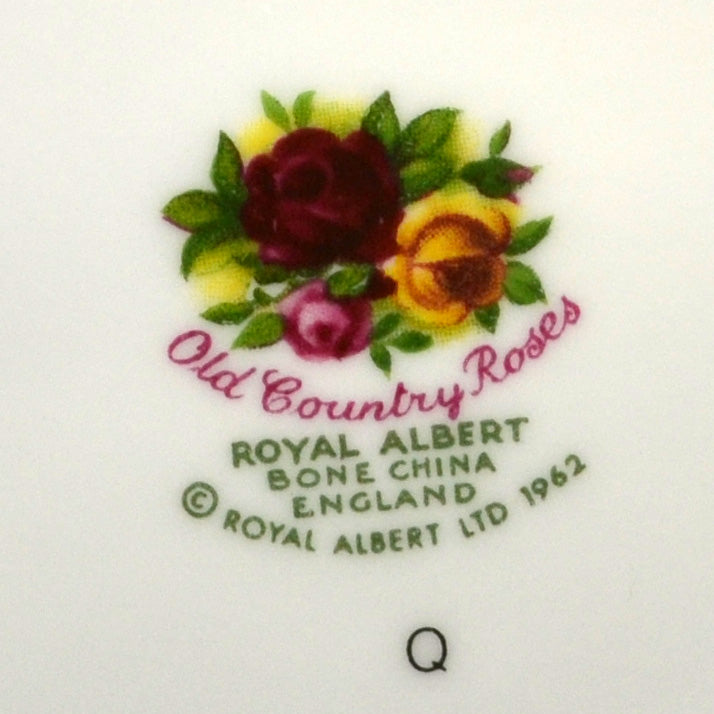 Old Country Roses
ROYAL ALBERT
BONE CHINA
ENGLAND
© ROYAL ALBERT LTD 1962
Q